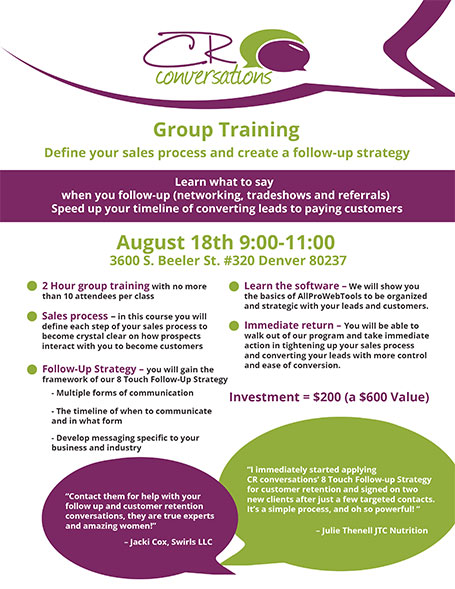 CR
conversations
Group Training
Define your sales process and create a follow-up strategy
Learn what to say
when you follow-up (networking, tradeshows and referrals)
Speed up your timeline of converting leads to paying customers
August 18th 9:00-11:00
3600 S. Beeler St. #320 Denver 80237
2 Hour group training with no more
than 10 attendees per class
Sales process – in this course you will
define each step of your sales process to
become crystal clear on how prospects
interact with you to become customers
Follow-Up Strategy – you will gain the
framework of our 8 Touch Follow-Up Strategy
- Multiple forms of communication
- The timeline of when to communicate
and in what form
- Develop messaging specific to your
business and industry
Learn the software – We will show you
the basics of AllProWebTools to be organized
and strategic with your leads and customers.
Immediate return – You will be able to
walk out of our program and take immediate
action in tightening up your sales process
and converting your leads with more control
and ease of conversion.
Investment = $200 (a $600 Value)
"Contact them for help with your
follow up and customer retention
conversations, they are true experts
and amazing women!"
– Jacki Cox, Swirls LLC
"I immediately started applying
CR conversations' 8 Touch Follow-up Strategy
for customer retention and signed on two
new clients after just a few targeted contacts.
It's a simple process, and oh so powerful! "
– Julie Thenell JTC Nutrition